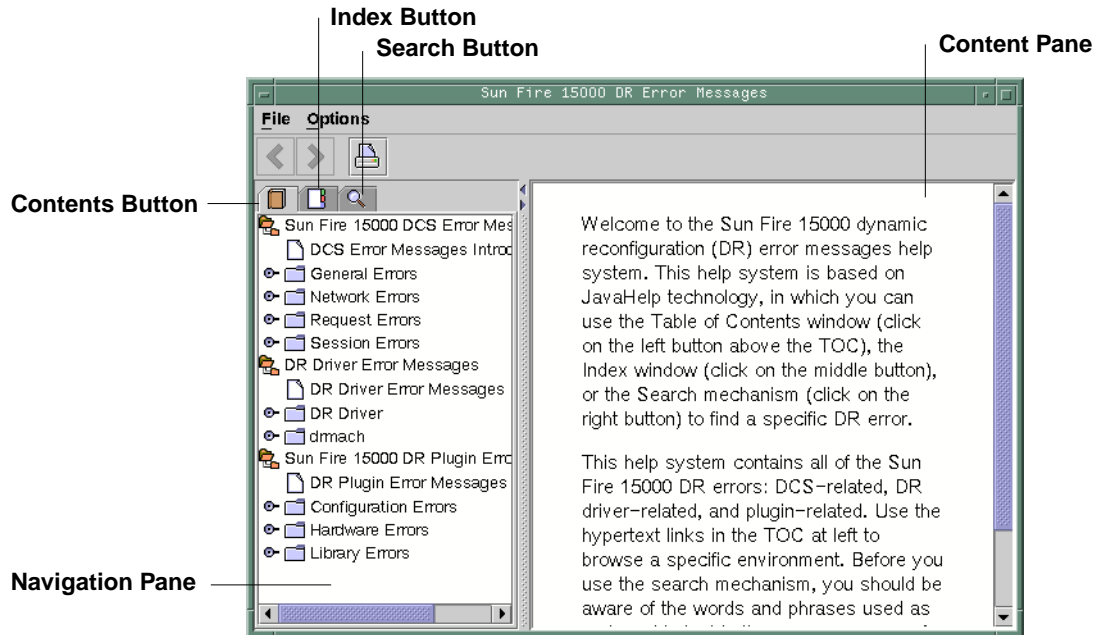 Index Button
Search Button
Content Pane
Sun Fire 15000 DR Error Messages
File Options
Contents Button
Sun Fire 15000 DCS Error Mes
DCS Error Messages Introd
General Errors
Network Errors
Request Errors
Session Errors
DR Driver Error Messages
DR Driver Error Messages
DR Driver
drmach
Sun Fire 15000 DR Plugin Erro
DR Plugin Error Messages
Configuration Errors
Hardware Errors
Library Errors
Navigation Pane
Welcome to the Sun Fire 15000 dynamic
reconfiguration (DR) error messages help
system. This help system is based on
JavaHelp technology, in which you can
use the Table of Contents window (click
on the left button above the TOC), the
Index window (click on the middle button),
or the Search mechanism (click on the
right button) to find a specific DR error.
This help system contains all of the Sun
Fire 15000 DR errors: DCS-related, DR
driver-related, and plugin-related. Use the
hypertext links in the TOC at left to
browse a specific environment. Before you
use the search mechanism, you should be
aware of the words and phrases used as